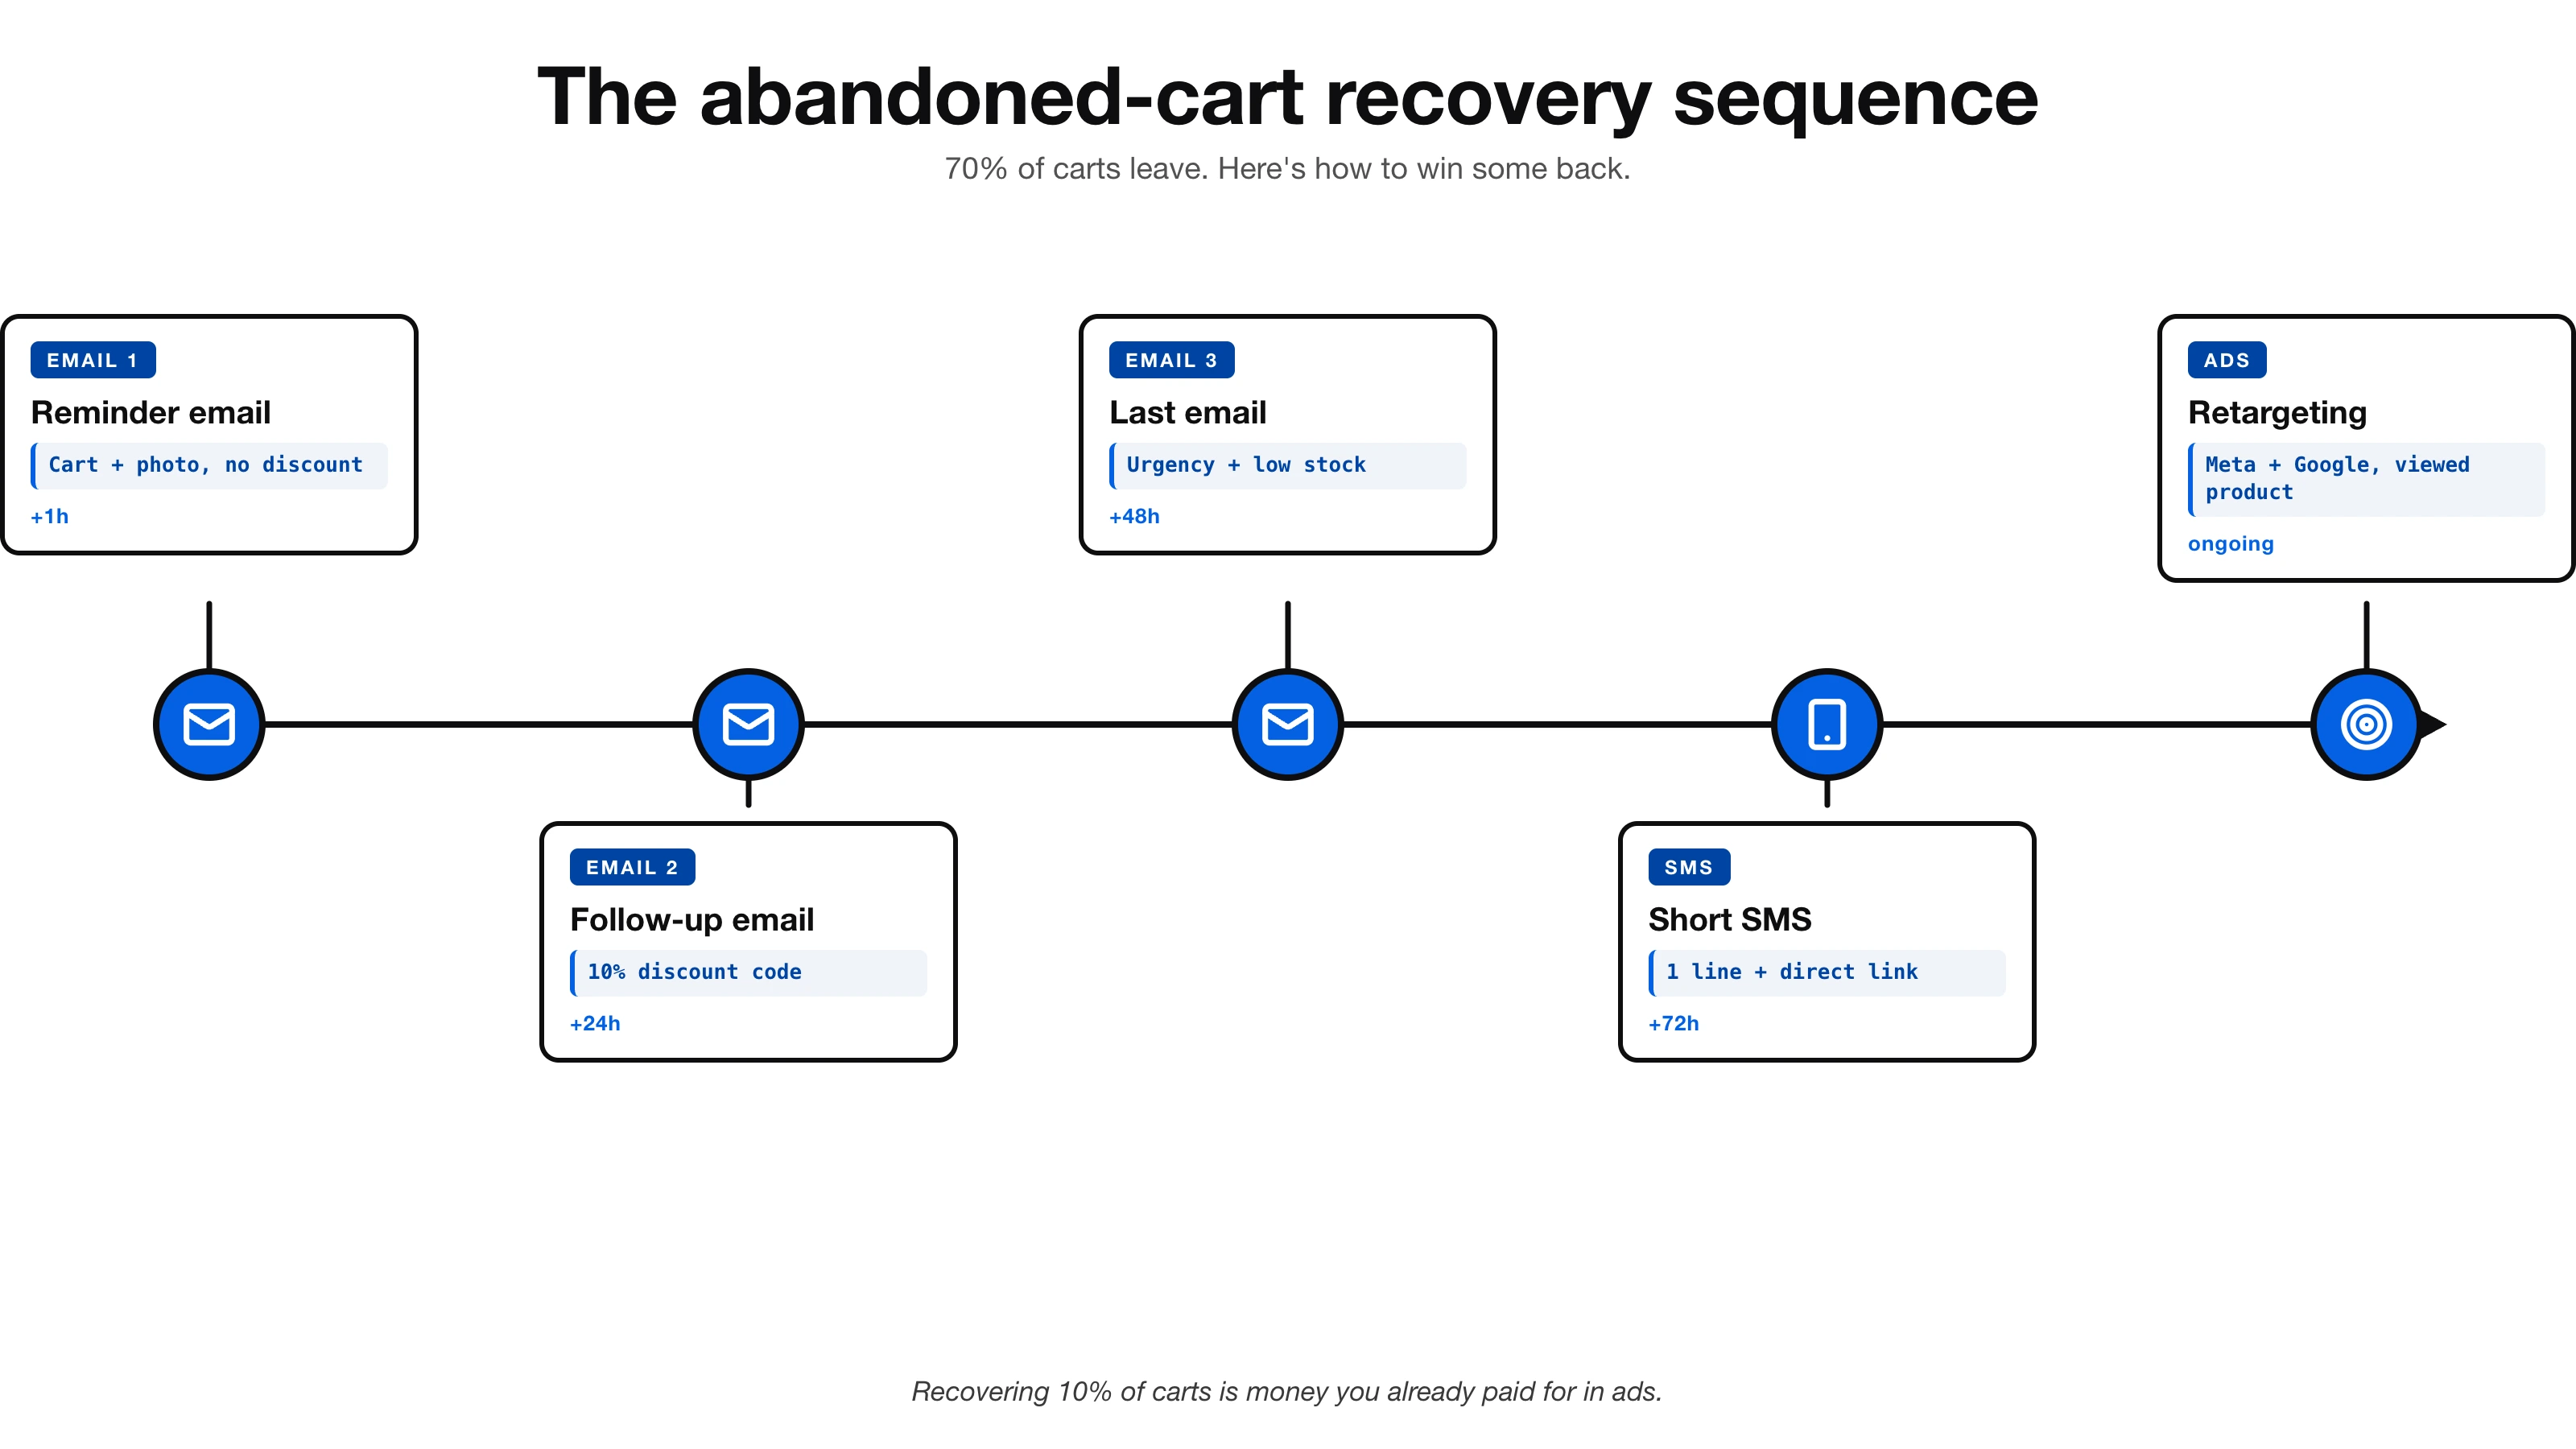 The abandoned-cart recovery sequence
70% of carts leave. Here's how to win some back.
EMAIL 1
Reminder email
Cart + photo, no discount
+1h
EMAIL 2
Follow-up email
10% discount code
+24h
EMAIL 3
Last email
Urgency + low stock
+48h
SMS
Short SMS
1 line + direct link
+72h
ADS
Retargeting
Meta + Google, viewed
product
ongoing
Recovering 10% of carts is money you already paid for in ads.